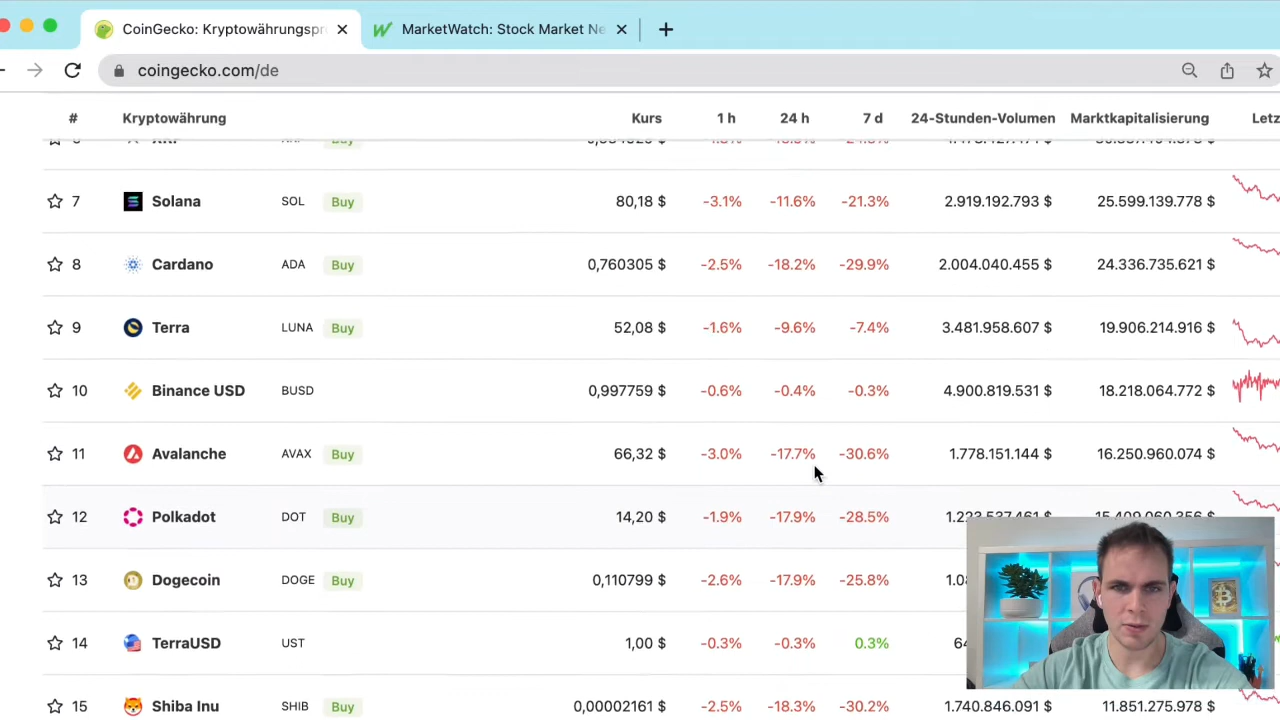 CoinGecko: Kryptowährungspr
MarketWatch: Stock Market Ne
coingecko.com/de
# Kryptowährung Kurs 1 h 24 h 7 d 24-Stunden-Volumen Marktkapitalisierung Letz
7 Solana SOL Buy 80,18 $ -3.1% -11.6% -21.3% 2.919.192.793 $ 25.599.139.778 $
8 Cardano ADA Buy 0,760305 $ -2.5% -18.2% -29.9% 2.004.040.455 $ 24.336.735.621 $
9 Terra LUNA Buy 52,08 $ -1.6% -9.6% -7.4% 3.481.958.607 $ 19.906.214.916 $
10 Binance USD BUSD 0,997759 $ -0.6% -0.4% -0.3% 4.900.819.531 $ 18.218.064.772 $
11 Avalanche AVAX Buy 66,32 $ -3.0% -17.7% -30.6% 1.778.151.144 $ 16.250.960.074 $
12 Polkadot DOT Buy 14,20 $ -1.9% -17.9% -28.5%
13 Dogecoin DOGE Buy 0,110799 $ -2.6% -17.9% -25.8% 1.0
14 TerraUSD UST 1,00 $ -0.3% -0.3% 0.3% 64
15 Shiba Inu SHIB Buy 0,00002161 $ -2.5% -18.3% -30.2% 1.740.846.091 $ 11.851.275.978 $